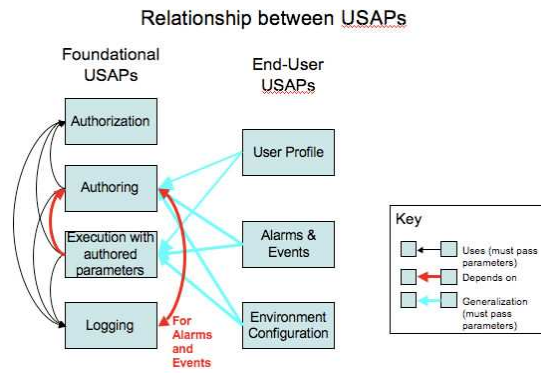 Relationship between USAPs
Foundational
USAPs
End-User
USAPs
Authorization
Authoring
Execution with
authored
parameters
Logging
User Profile
Alarms &
Events
Environment
Configuration
For
Alarms
and
Events
Key
Uses (must pass
parameters)
Depends on
Generalization
(must pass
parameters)